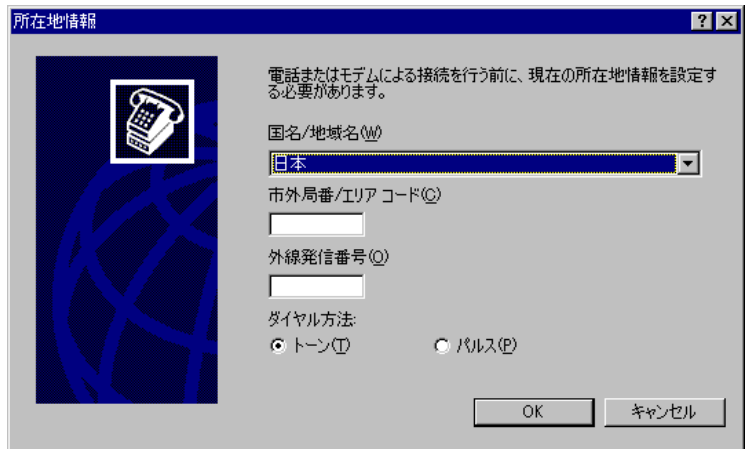 所在地情報
電話またはモデムによる接続を行う前に、現在の所在地情報を設定す
る必要があります。
国名/地域名(W)
日本
市外局番/エリア コード(C)
外線発信番号(O)
ダイヤル方法:
トーン(T) パルス(P)
OK キャンセル